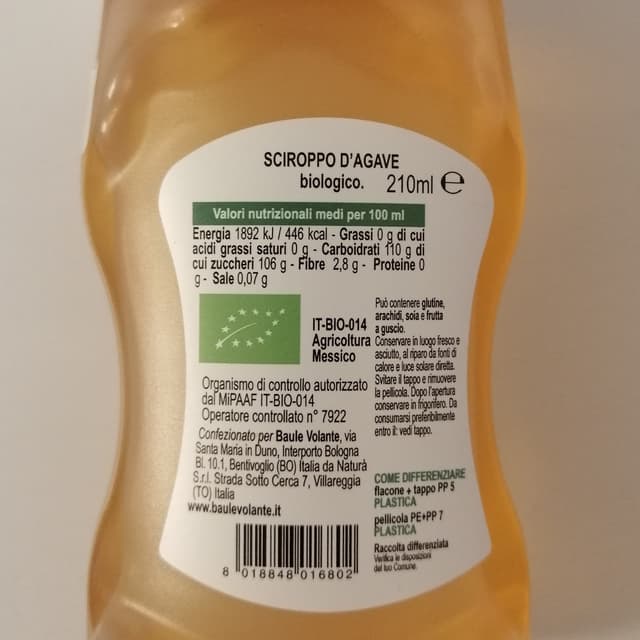 SCIROPPO D'AGAVE
biologico. 210ml ℮
Valori nutrizionali medi per 100 ml
Energia 1892 kJ / 446 kcal - Grassi 0 g di cui
acidi grassi saturi 0 g - Carboidrati 110 g di
cui zuccheri 106 g - Fibre 2,8 g - Proteine 0
g - Sale 0,07 g
IT-BIO-014
Agricoltura
Messico
Può contenere glutine,
arachidi, soia e frutta
a guscio.
Conservare in luogo fresco e
asciutto, al riparo da fonti di
calore e luce solare diretta.
Svitare il tappo e rimuovere
la pellicola. Dopo l'apertura
conservare in frigorifero. Da
consumarsi preferibilmente
entro il: vedi tappo.
Organismo di controllo autorizzato
dal MiPAAF IT-BIO-014
Operatore controllato n° 7922
Confezionato per Baule Volante, via
Santa Maria in Duno, Interporto Bologna
Bl. 10.1, Bentivoglio (BO) Italia da Naturà
S.r.l. Strada Sotto Cerca 7, Villareggia
(TO) Italia
www.baulevolante.it
COME DIFFERENZIARE
flacone + tappo PP 5
PLASTICA
pellicola PE+PP 7
PLASTICA
Raccolta differenziata
Verifica le disposizioni
del tuo Comune.
8 018848 016802